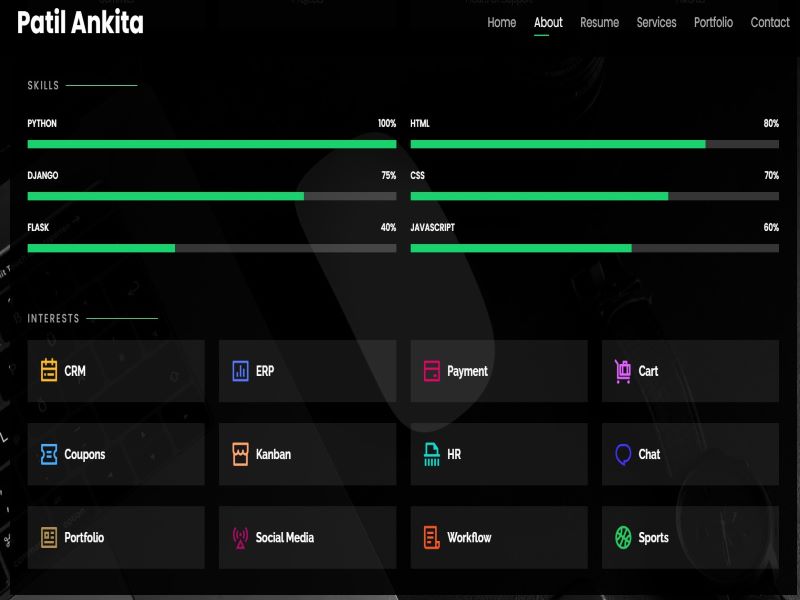 Patil Ankita
Home About Resume Services Portfolio Contact
SKILLS
PYTHON 100% HTML 80%
DJANGO 75% CSS 70%
FLASK 40% JAVASCRIPT 60%
INTERESTS
CRM ERP Payment Cart
Coupons Kanban HR Chat
Portfolio Social Media Workflow Sports